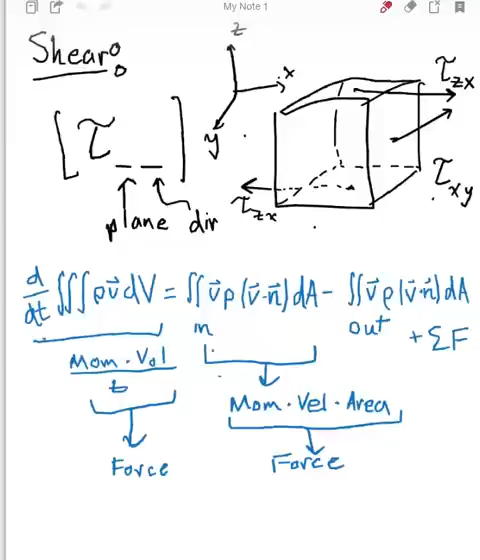 My Note 1
Shear:
z
x
y
[τ _ _]
plane dir
τzx
τxy
τzx
d/dt ∭ρv⃗dV = ∬v⃗ρ(v⃗·n⃗)dA − ∬v⃗ρ(v⃗·n⃗)dA
in out + ΣF
Mom · Vol / t
Mom · Vel · Area
Force
Force